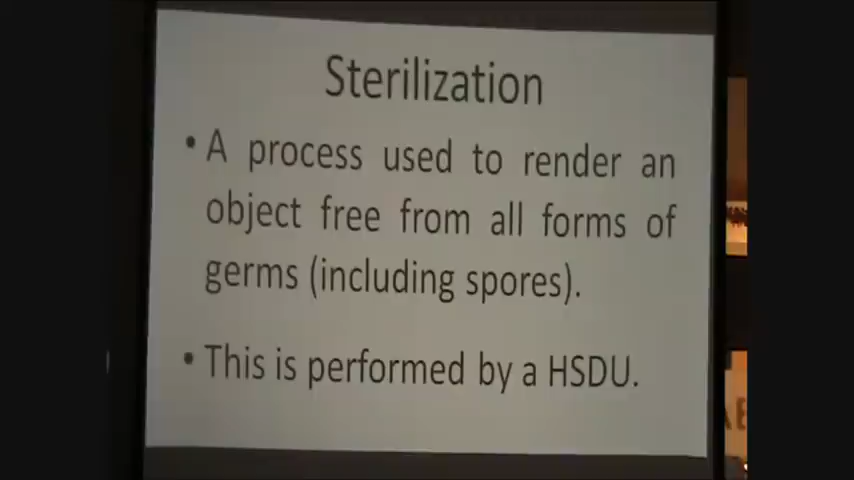 Sterilization
• A process used to render an
object free from all forms of
germs (including spores).
• This is performed by a HSDU.